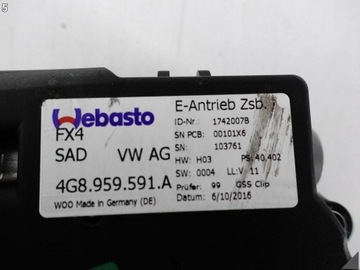 5
Webasto
E-Antrieb Zsb.
FX4
ID-Nr.: 1742007B
SN PCB: 00101X6
SAD VW AG
SN: 103761
HW: H03 PS: 40.402
4G8.959.591.A
SW: 0004 LL:V 11
WOO Made in Germany (DE)
Prüfer: 99 GSS Clip
Datum: 6/10/2016